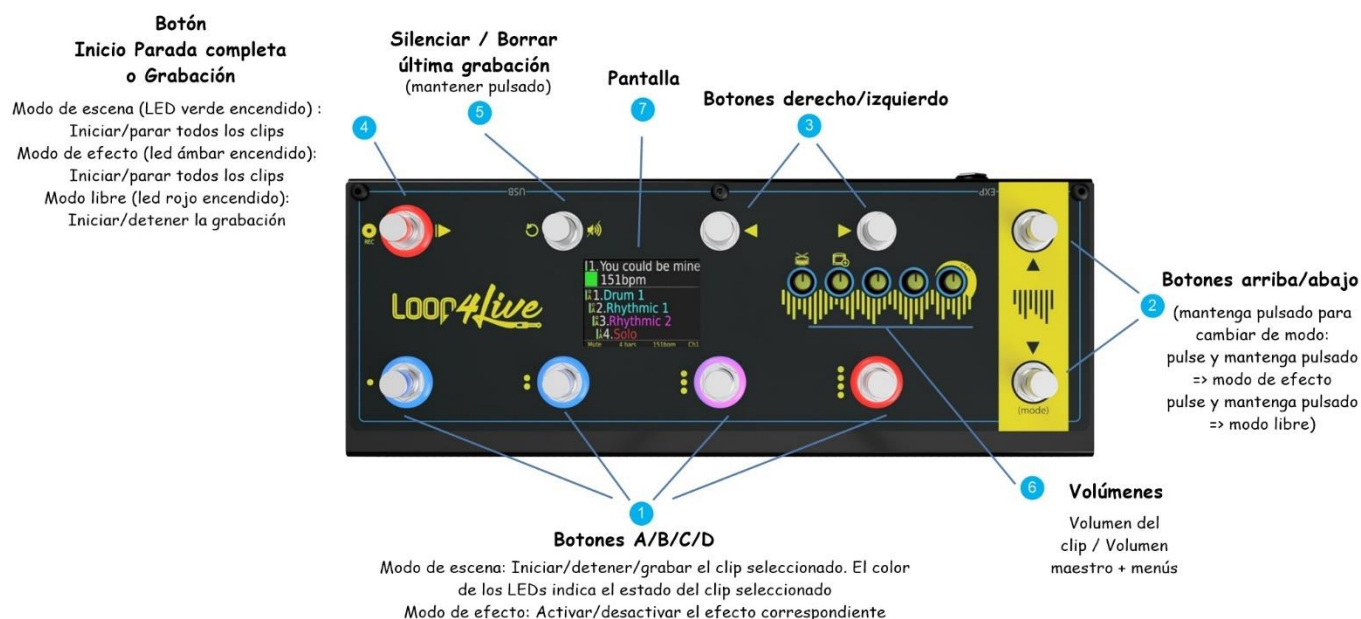 Botón
Inicio Parada completa
o Grabación
Modo de escena (LED verde encendido) :
Iniciar/parar todos los clips
Modo de efecto (led ámbar encendido):
Iniciar/parar todos los clips
Modo libre (led rojo encendido):
Iniciar/detener la grabación
4
Silenciar / Borrar
última grabación
(mantener pulsado)
5
Pantalla
7
Botones derecho/izquierdo
3
USB
EXP
REC
LOOP4Live
1. You could be mine
151bpm
1.Drum 1
2.Rhythmic 1
3.Rhythmic 2
4.Solo
Mute 4 bars 151bpm Ch1
(mode)
2
Botones arriba/abajo
(mantenga pulsado para
cambiar de modo:
pulse y mantenga pulsado
=> modo de efecto
pulse y mantenga pulsado
=> modo libre)
6
Volúmenes
Volumen del
clip / Volumen
maestro + menús
1
Botones A/B/C/D
Modo de escena: Iniciar/detener/grabar el clip seleccionado. El color
de los LEDs indica el estado del clip seleccionado
Modo de efecto: Activar/desactivar el efecto correspondiente